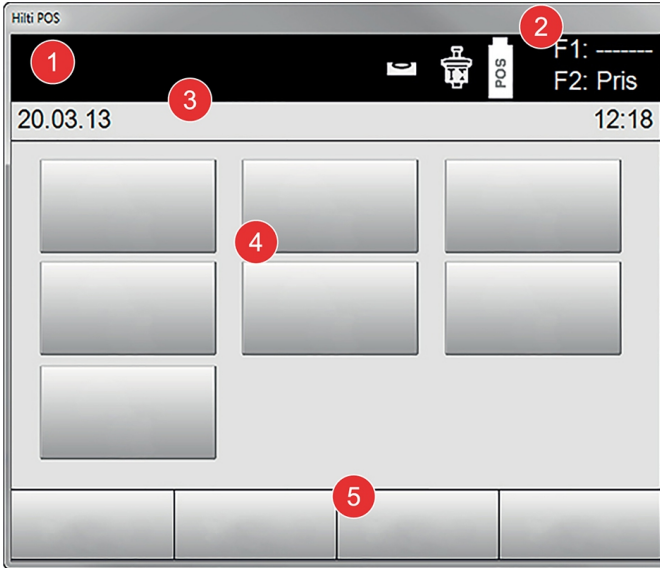 Hilti POS
1
2
F1: -------
POS
F2: Pris
3
20.03.13
12:18
4
5